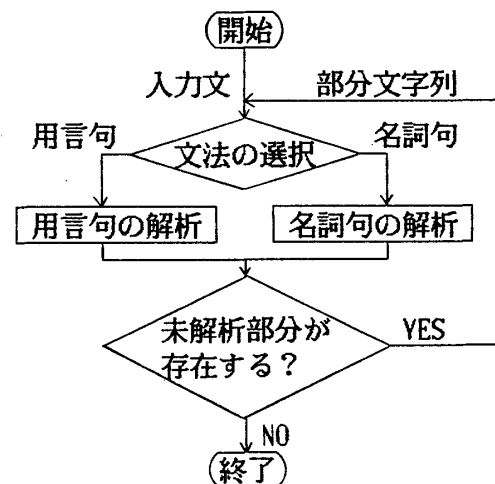 開始
入力文
部分文字列
用言句
文法の選択
名詞句
用言句の解析
名詞句の解析
未解析部分が
存在する？
YES
NO
終了